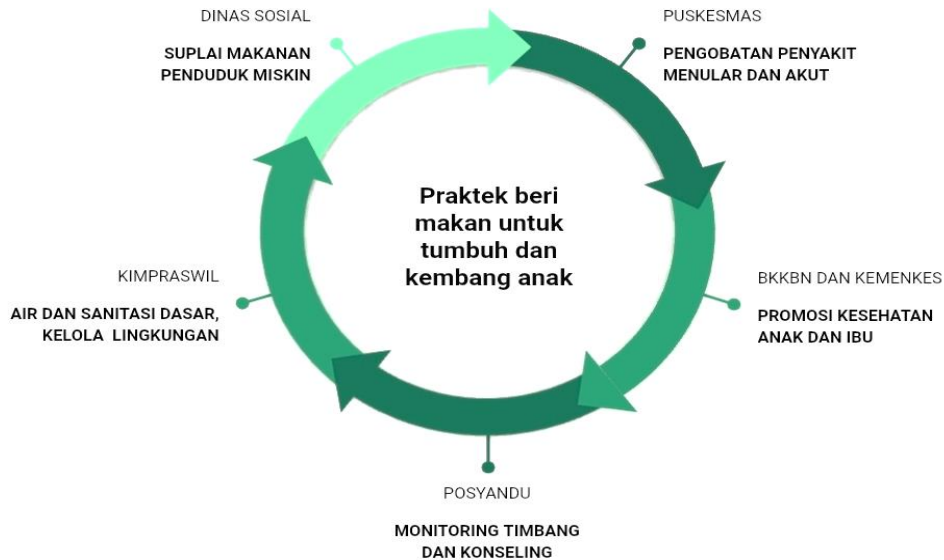 DINAS SOSIAL
SUPLAI MAKANAN
PENDUDUK MISKIN
PUSKESMAS
PENGOBATAN PENYAKIT
MENULAR DAN AKUT
Praktek beri
makan untuk
tumbuh dan
kembang anak
KIMPRASWIL
AIR DAN SANITASI DASAR,
KELOLA LINGKUNGAN
BKKBN DAN KEMENKES
PROMOSI KESEHATAN
ANAK DAN IBU
POSYANDU
MONITORING TIMBANG
DAN KONSELING